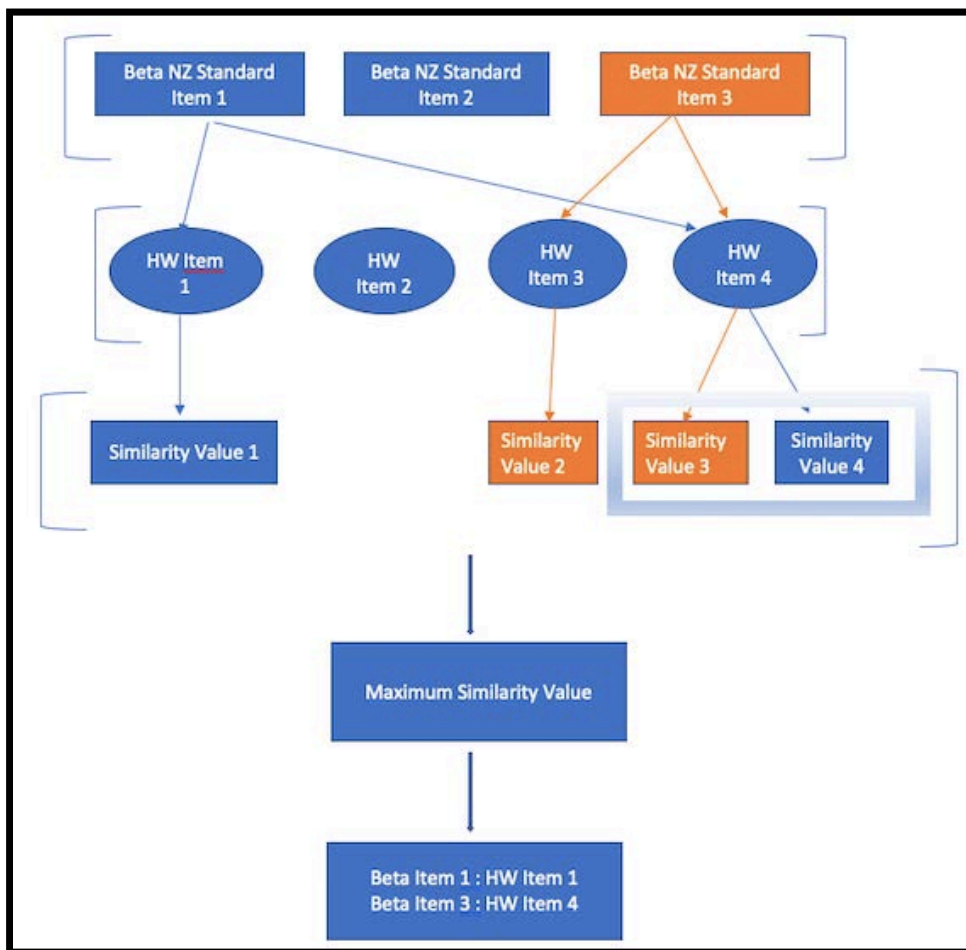 Beta NZ Standard
Item 1
Beta NZ Standard
Item 2
Beta NZ Standard
Item 3
HW Item
1
HW
Item 2
HW
Item 3
HW
Item 4
Similarity Value 1
Similarity
Value 2
Similarity
Value 3
Similarity
Value 4
Maximum Similarity Value
Beta Item 1 : HW Item 1
Beta Item 3 : HW Item 4